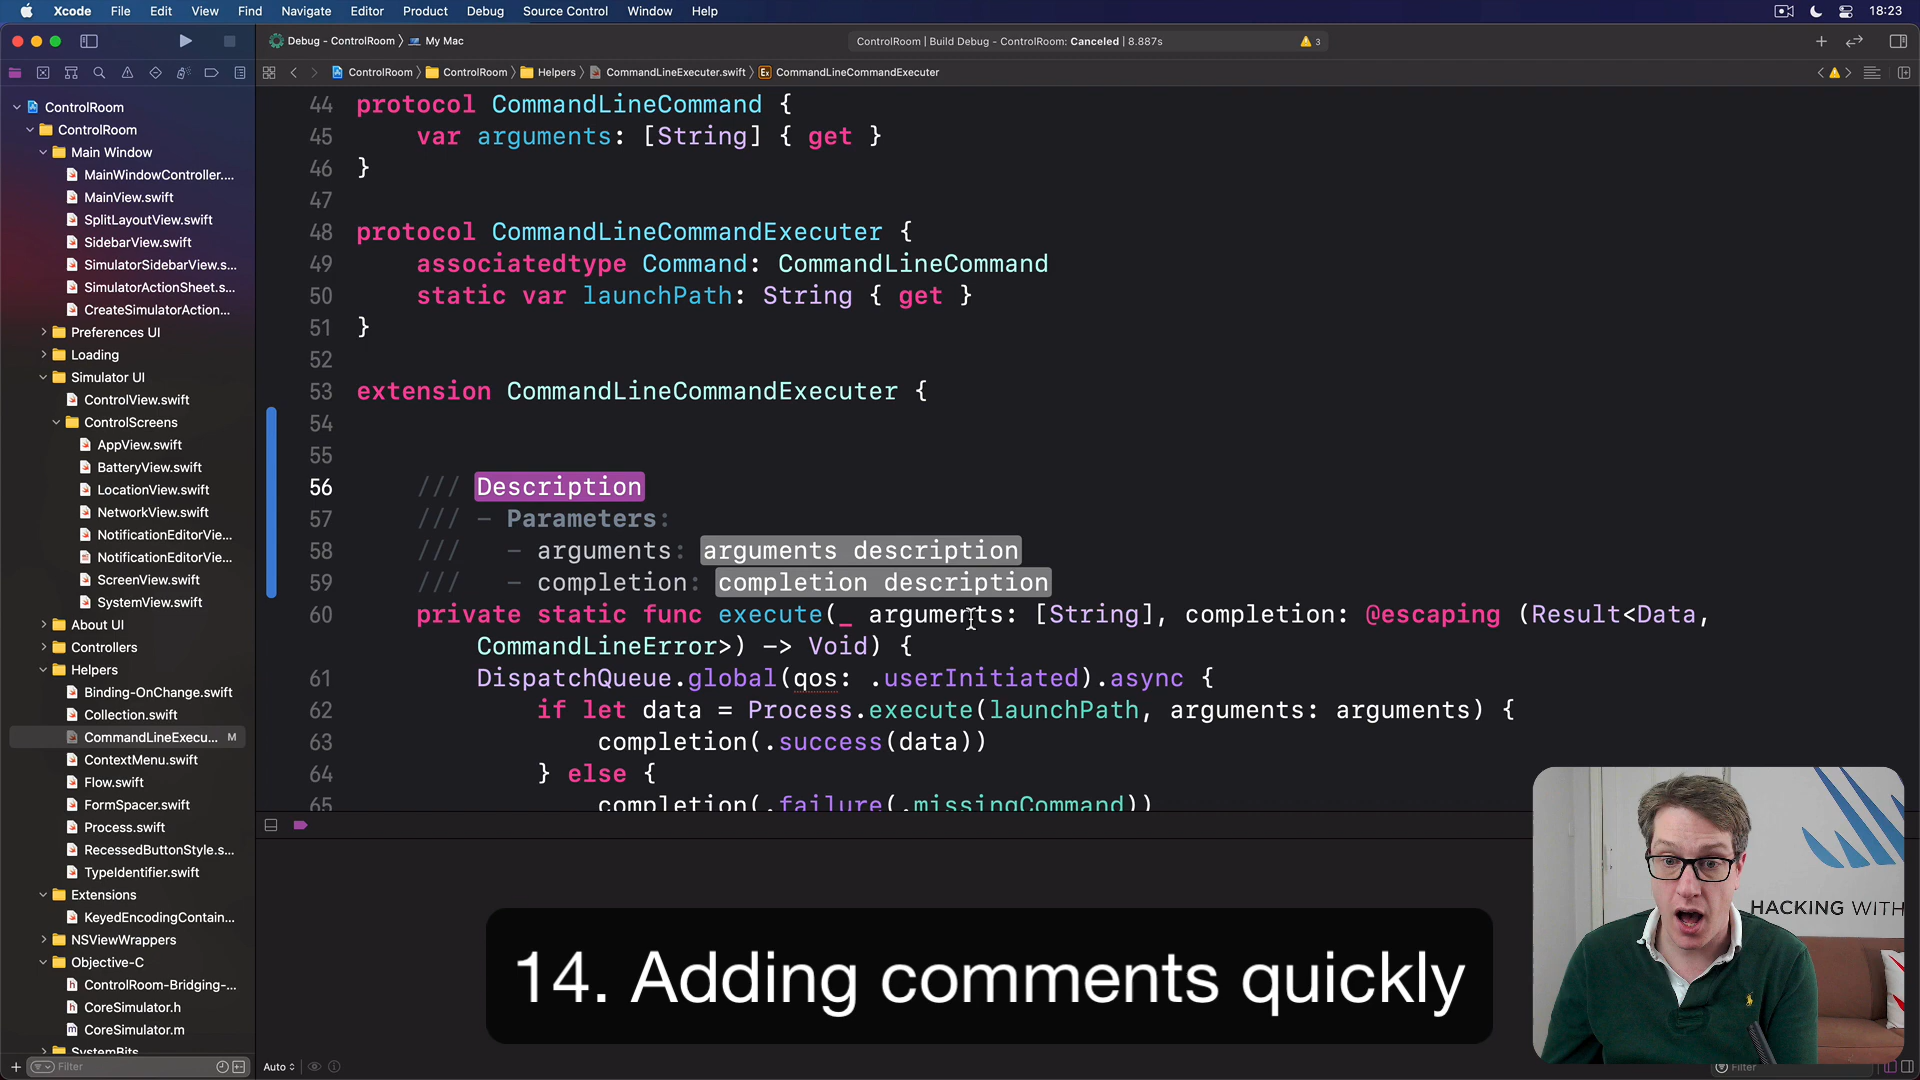 Xcode File Edit View Find Navigate Editor Product Debug Source Control Window Help 18:23
Debug - ControlRoom My Mac ControlRoom | Build Debug - ControlRoom: Canceled | 8.887s 3
ControlRoom ControlRoom Helpers CommandLineExecuter.swift Ex CommandLineCommandExecuter
ControlRoom
ControlRoom
Main Window
MainWindowController....
MainView.swift
SplitLayoutView.swift
SidebarView.swift
SimulatorSidebarView.s...
SimulatorActionSheet.s...
CreateSimulatorAction...
Preferences UI
Loading
Simulator UI
ControlView.swift
ControlScreens
AppView.swift
BatteryView.swift
LocationView.swift
NetworkView.swift
NotificationEditorVie...
NotificationEditorVie...
ScreenView.swift
SystemView.swift
About UI
Controllers
Helpers
Binding-OnChange.swift
Collection.swift
CommandLineExecu... M
ContextMenu.swift
Flow.swift
FormSpacer.swift
Process.swift
RecessedButtonStyle.s...
TypeIdentifier.swift
Extensions
KeyedEncodingContain...
NSViewWrappers
Objective-C
ControlRoom-Bridging-...
CoreSimulator.h
CoreSimulator.m
SystemBits
Filter
44 protocol CommandLineCommand {
45 var arguments: [String] { get }
46 }
47
48 protocol CommandLineCommandExecuter {
49 associatedtype Command: CommandLineCommand
50 static var launchPath: String { get }
51 }
52
53 extension CommandLineCommandExecuter {
54
55
56 /// Description
57 /// - Parameters:
58 /// - arguments: arguments description
59 /// - completion: completion description
60 private static func execute(_ arguments: [String], completion: @escaping (Result<Data,
CommandLineError>) -> Void) {
61 DispatchQueue.global(qos: .userInitiated).async {
62 if let data = Process.execute(launchPath, arguments: arguments) {
63 completion(.success(data))
64 } else {
65 completion(.failure(.missingCommand))
14. Adding comments quickly
HACKING WITH
Auto
Filter